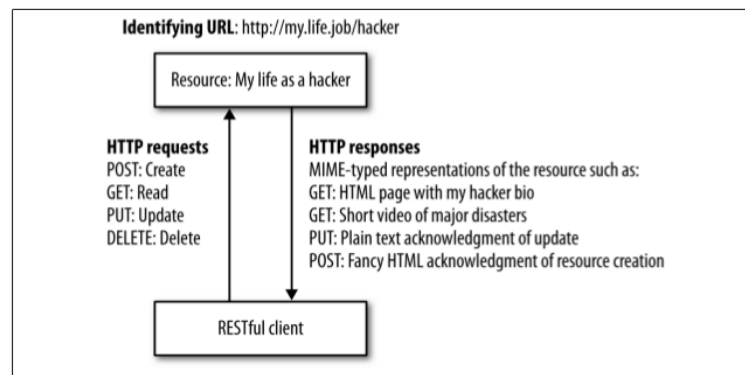 Identifying URL: http://my.life.job/hacker
Resource: My life as a hacker
HTTP requests
POST: Create
GET: Read
PUT: Update
DELETE: Delete
HTTP responses
MIME-typed representations of the resource such as:
GET: HTML page with my hacker bio
GET: Short video of major disasters
PUT: Plain text acknowledgment of update
POST: Fancy HTML acknowledgment of resource creation
RESTful client